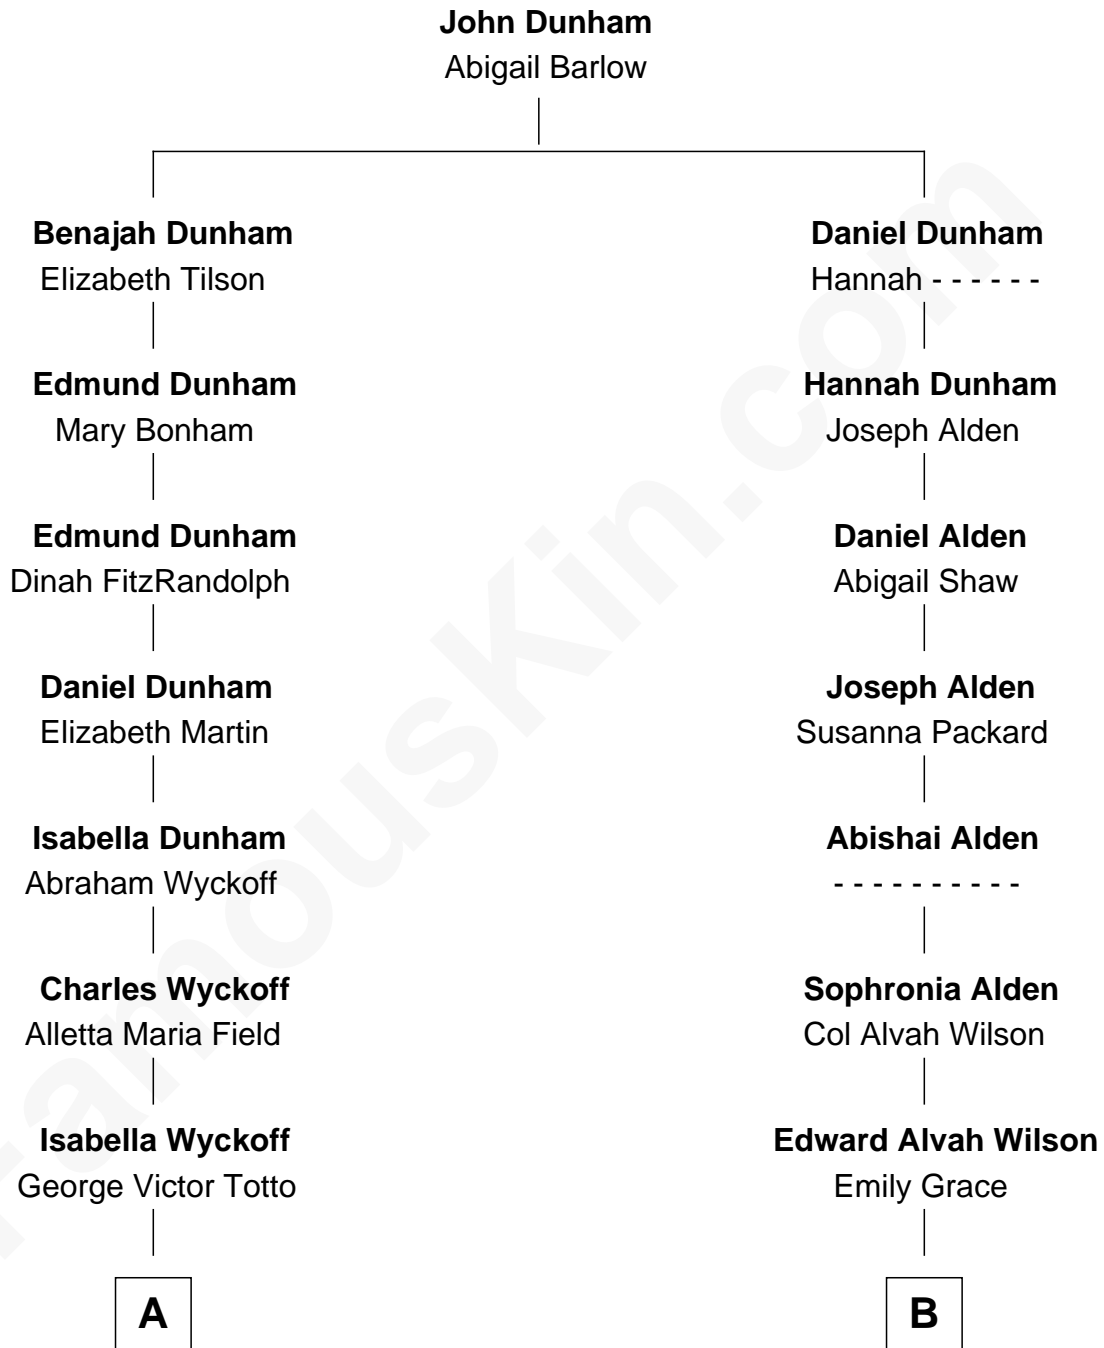 John Dunham
Abigail Barlow
Benajah Dunham
Elizabeth Tilson
Daniel Dunham
Hannah - - - - - -
Edmund Dunham
Mary Bonham
Hannah Dunham
Joseph Alden
Edmund Dunham
Dinah FitzRandolph
Daniel Alden
Abigail Shaw
Daniel Dunham
Elizabeth Martin
Joseph Alden
Susanna Packard
Isabella Dunham
Abraham Wyckoff
Abishai Alden
- - - - - - - - - -
Charles Wyckoff
Alletta Maria Field
Sophronia Alden
Col Alvah Wilson
Isabella Wyckoff
George Victor Totto
Edward Alvah Wilson
Emily Grace
A
B
FamousKin.com